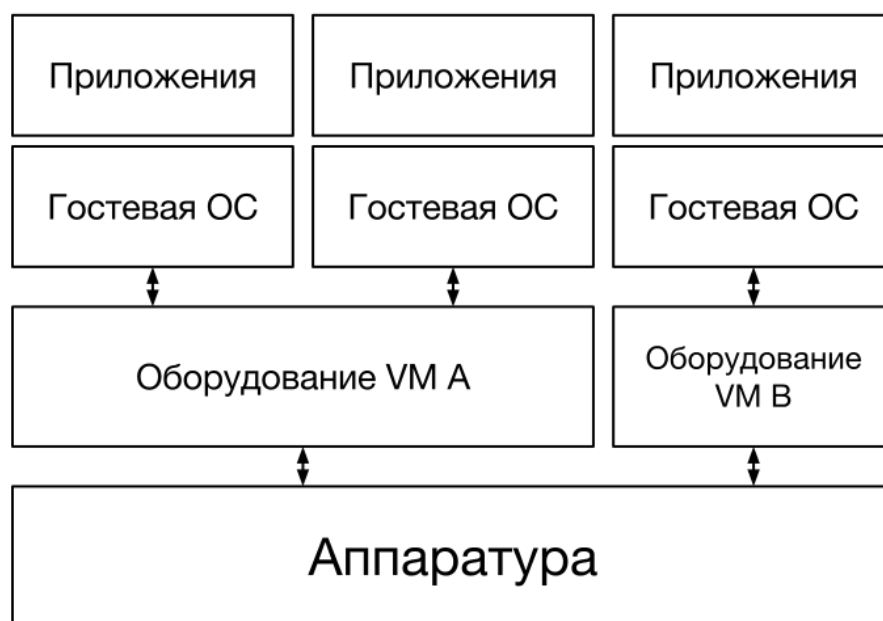 Приложения
Приложения
Приложения
Гостевая ОС
Гостевая ОС
Гостевая ОС
Оборудование VM A
Оборудование
VM B
Аппаратура